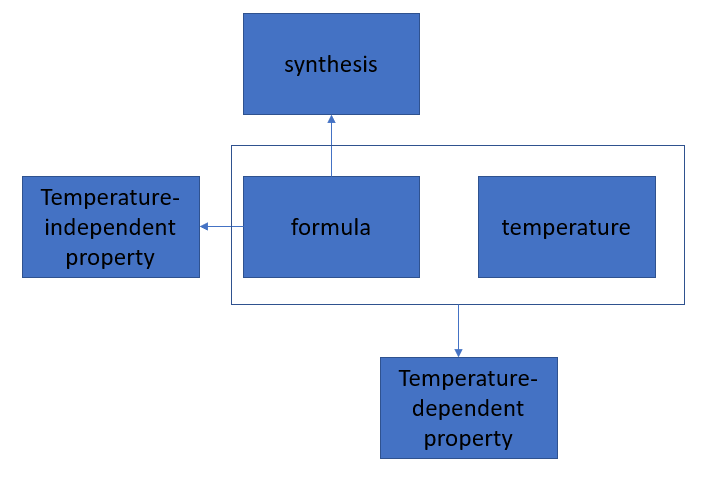 synthesis
Temperature-
independent
property
formula
temperature
Temperature-
dependent
property